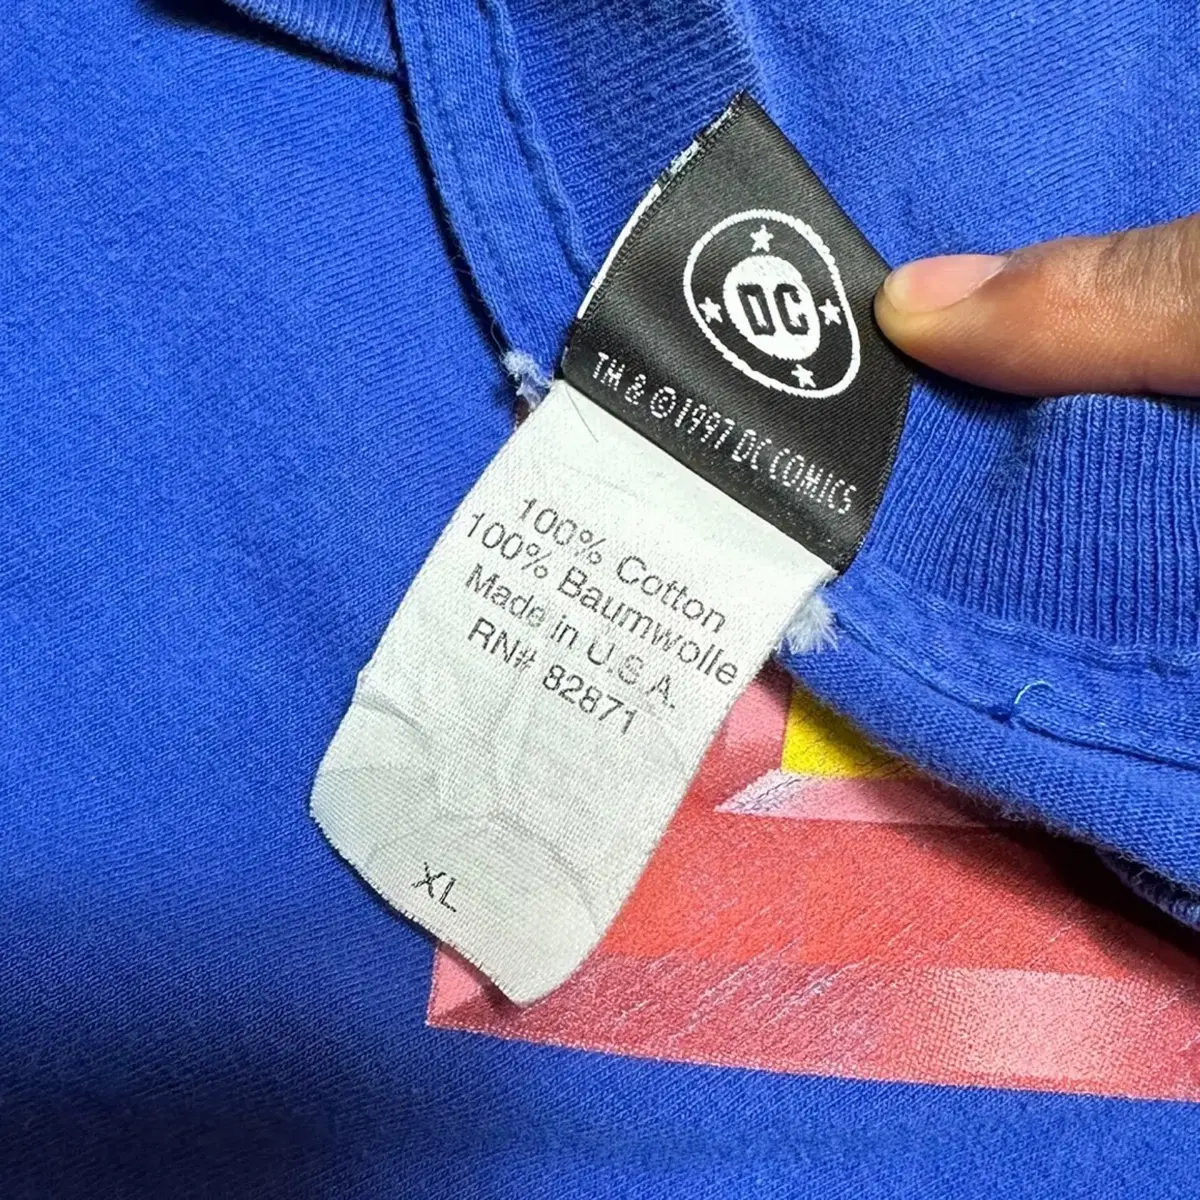 DC
TM & ©1997 DC COMICS
100% Cotton
100% Baumwolle
Made in U.S.A.
RN# 82871
XL